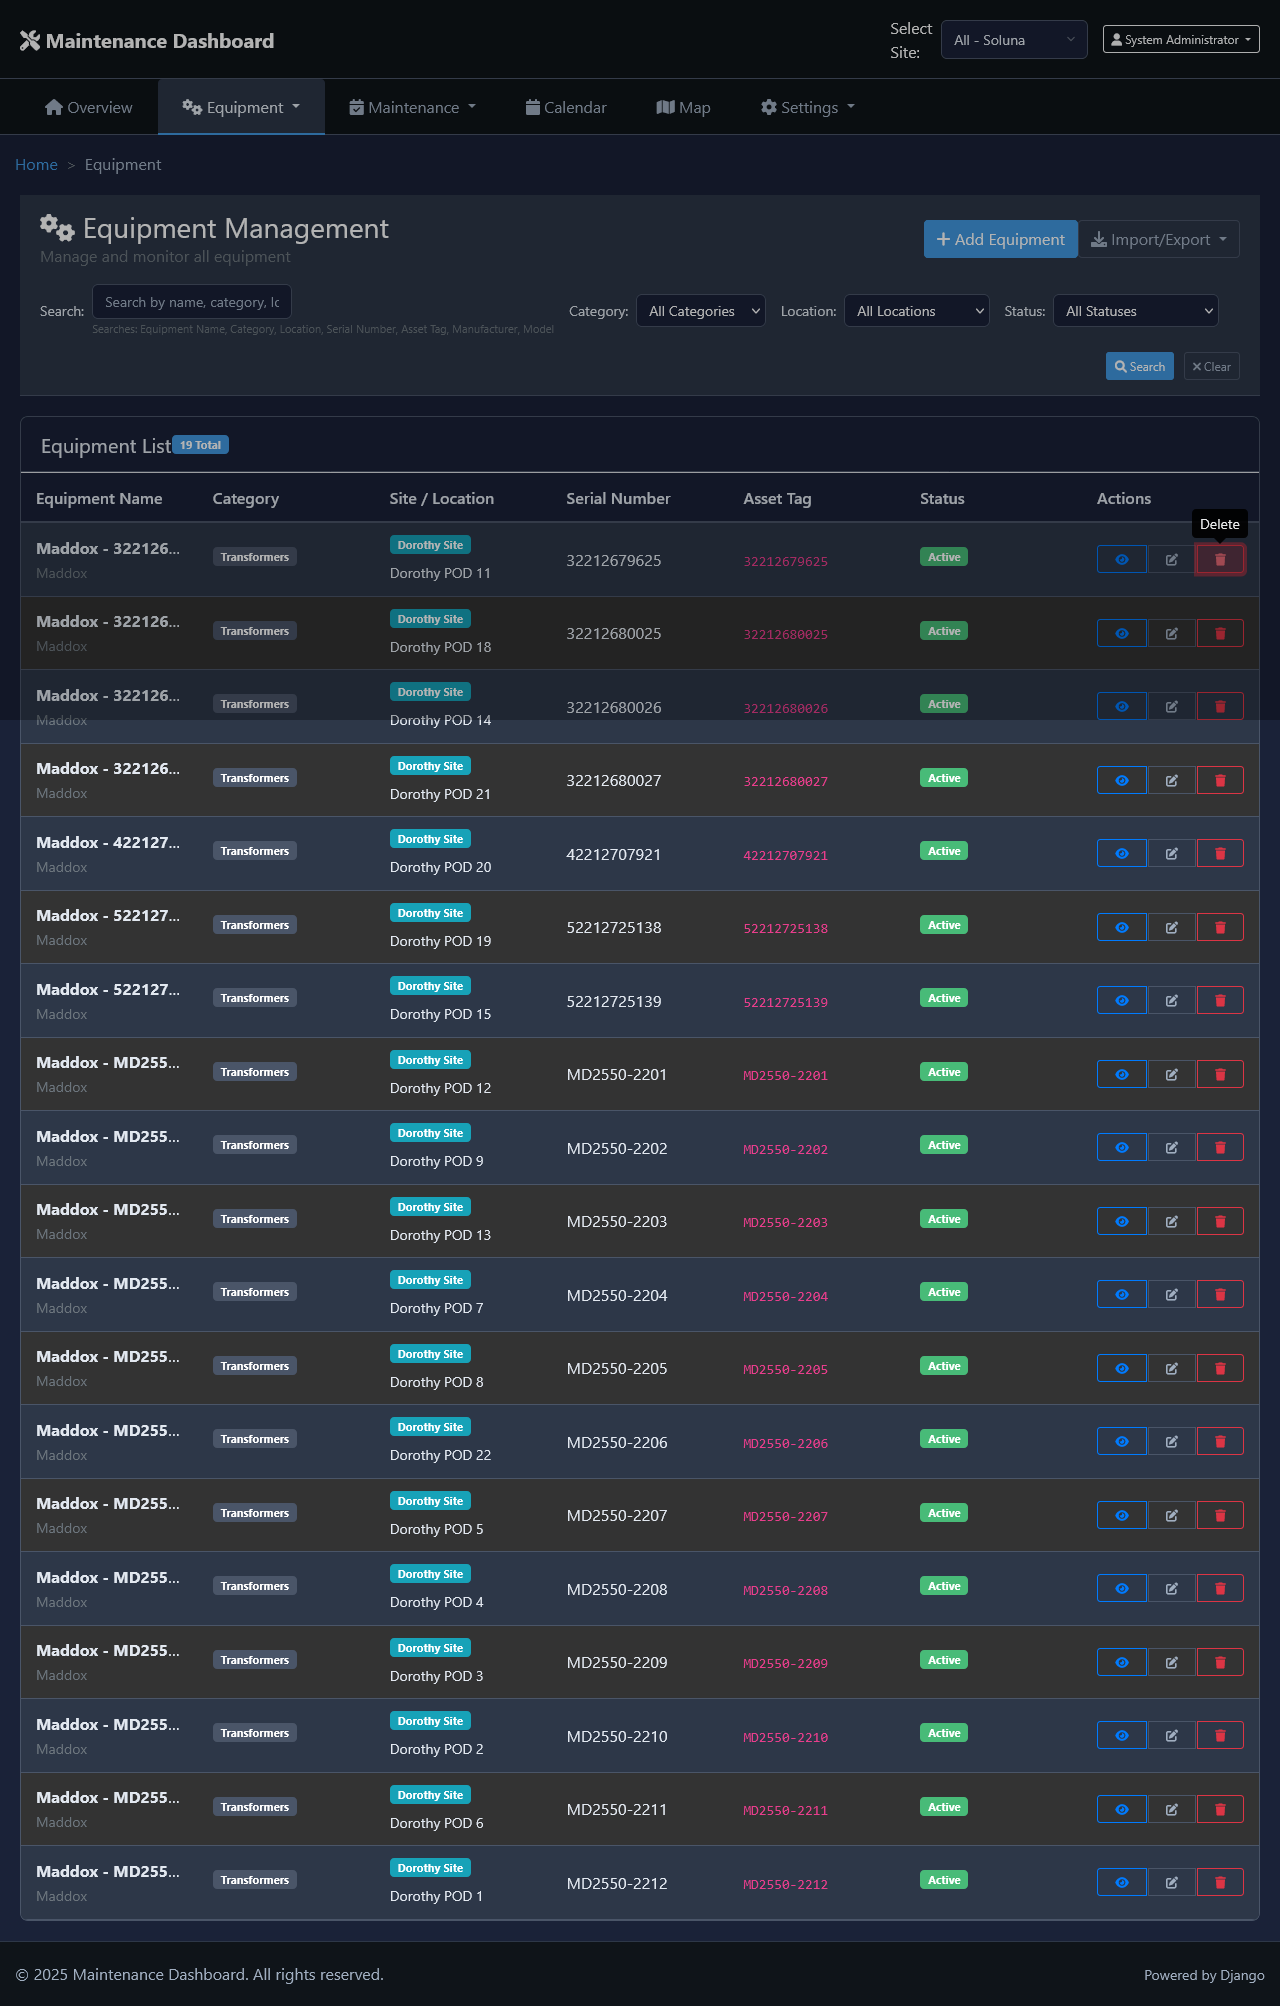 Maintenance Dashboard
Select Site:
All - Soluna
System Administrator
Overview
Equipment
Maintenance
Calendar
Map
Settings
Home > Equipment
Equipment Management
Manage and monitor all equipment
Add Equipment
Import/Export
Search:
Search by name, category, lo
Searches: Equipment Name, Category, Location, Serial Number, Asset Tag, Manufacturer, Model
Category:
All Categories
Location:
All Locations
Status:
All Statuses
Search
Clear
Equipment List 19 Total
Equipment Name Category Site / Location Serial Number Asset Tag Status Actions
Delete
Maddox - 322126... Transformers Dorothy Site 32212679625 32212679625 Active
Maddox Dorothy POD 11
Maddox - 322126... Transformers Dorothy Site 32212680025 32212680025 Active
Maddox Dorothy POD 18
Maddox - 322126... Transformers Dorothy Site 32212680026 32212680026 Active
Maddox Dorothy POD 14
Maddox - 322126... Transformers Dorothy Site 32212680027 32212680027 Active
Maddox Dorothy POD 21
Maddox - 422127... Transformers Dorothy Site 42212707921 42212707921 Active
Maddox Dorothy POD 20
Maddox - 522127... Transformers Dorothy Site 52212725138 52212725138 Active
Maddox Dorothy POD 19
Maddox - 522127... Transformers Dorothy Site 52212725139 52212725139 Active
Maddox Dorothy POD 15
Maddox - MD255... Transformers Dorothy Site MD2550-2201 MD2550-2201 Active
Maddox Dorothy POD 12
Maddox - MD255... Transformers Dorothy Site MD2550-2202 MD2550-2202 Active
Maddox Dorothy POD 9
Maddox - MD255... Transformers Dorothy Site MD2550-2203 MD2550-2203 Active
Maddox Dorothy POD 13
Maddox - MD255... Transformers Dorothy Site MD2550-2204 MD2550-2204 Active
Maddox Dorothy POD 7
Maddox - MD255... Transformers Dorothy Site MD2550-2205 MD2550-2205 Active
Maddox Dorothy POD 8
Maddox - MD255... Transformers Dorothy Site MD2550-2206 MD2550-2206 Active
Maddox Dorothy POD 22
Maddox - MD255... Transformers Dorothy Site MD2550-2207 MD2550-2207 Active
Maddox Dorothy POD 5
Maddox - MD255... Transformers Dorothy Site MD2550-2208 MD2550-2208 Active
Maddox Dorothy POD 4
Maddox - MD255... Transformers Dorothy Site MD2550-2209 MD2550-2209 Active
Maddox Dorothy POD 3
Maddox - MD255... Transformers Dorothy Site MD2550-2210 MD2550-2210 Active
Maddox Dorothy POD 2
Maddox - MD255... Transformers Dorothy Site MD2550-2211 MD2550-2211 Active
Maddox Dorothy POD 6
Maddox - MD255... Transformers Dorothy Site MD2550-2212 MD2550-2212 Active
Maddox Dorothy POD 1
© 2025 Maintenance Dashboard. All rights reserved.
Powered by Django